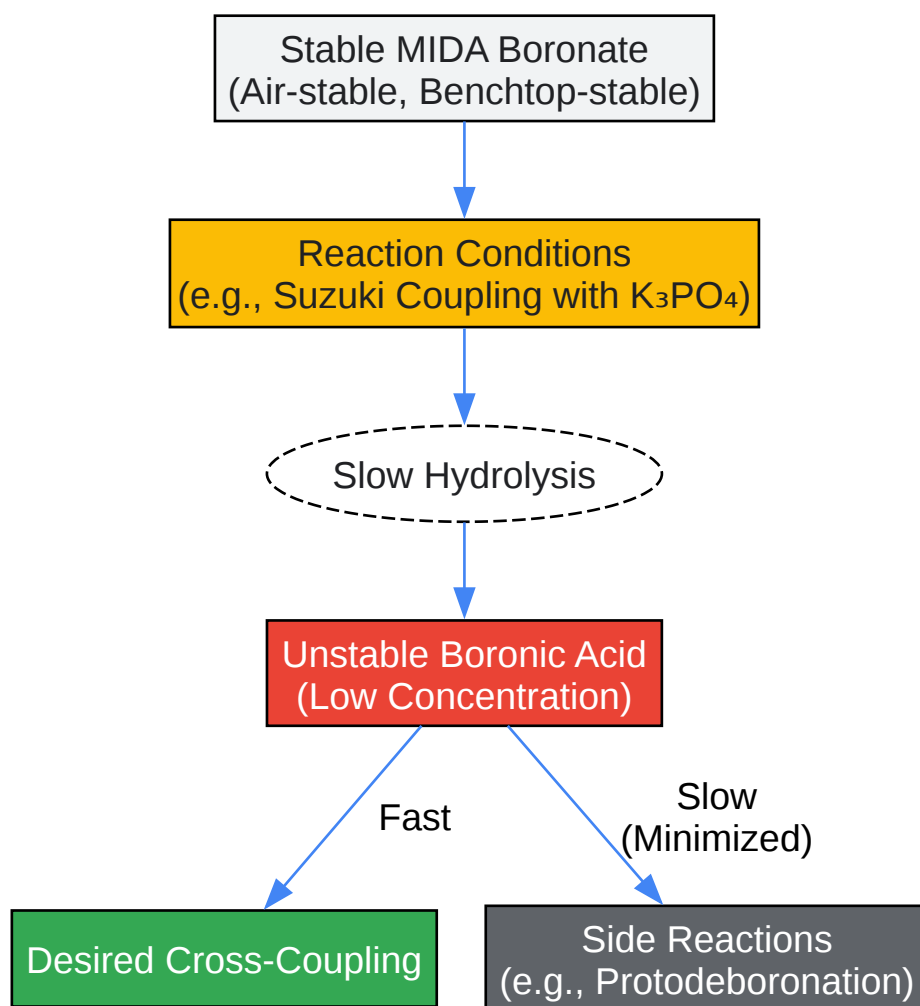 Stable MIDA Boronate
(Air-stable, Benchtop-stable)
Reaction Conditions
(e.g., Suzuki Coupling with K₃PO₄)
Slow Hydrolysis
Unstable Boronic Acid
(Low Concentration)
Fast
Slow
(Minimized)
Desired Cross-Coupling
Side Reactions
(e.g., Protodeboronation)